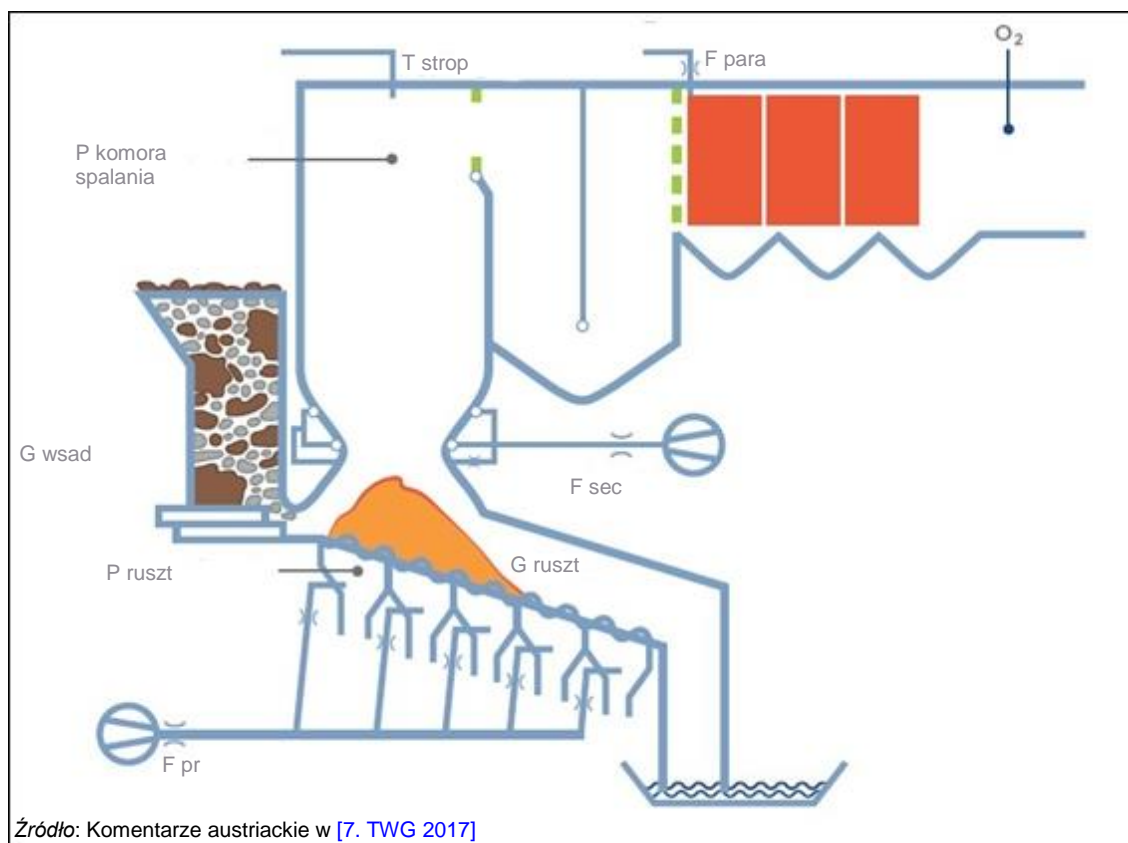 O₂
T strop
F para
P komora
spalania
G wsad
F sec
P ruszt
G ruszt
F pr
Źródło: Komentarze austriackie w [7. TWG 2017]